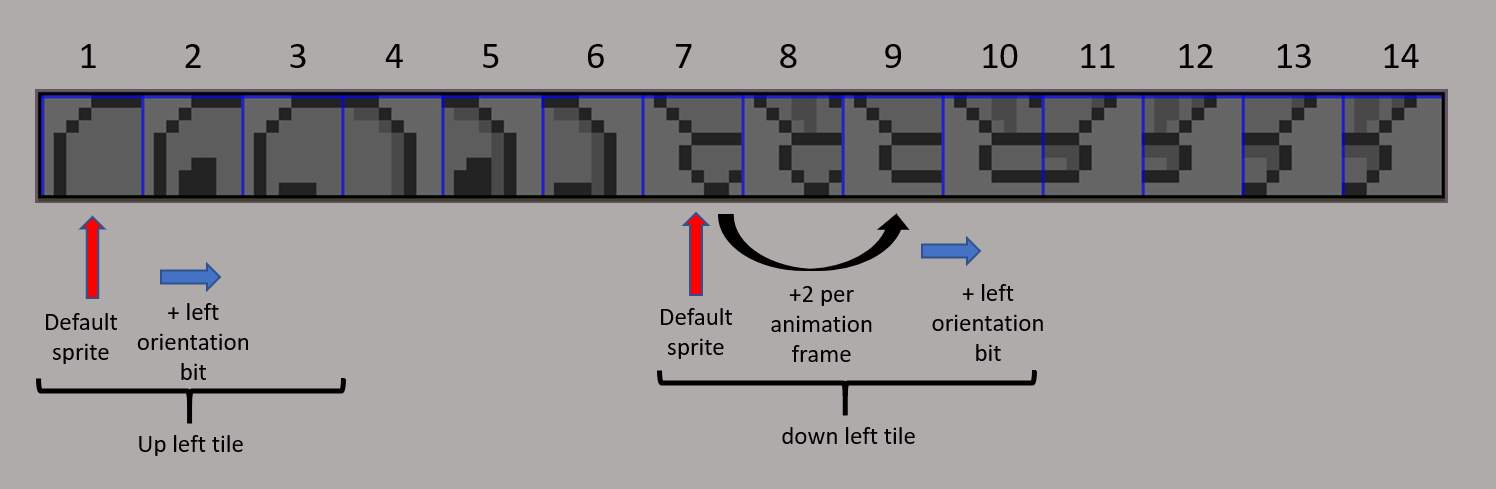 1 2 3 4 5 6 7 8 9 10 11 12 13 14
Default
sprite
+ left
orientation
bit
Up left tile
Default
sprite
+2 per
animation
frame
+ left
orientation
bit
down left tile